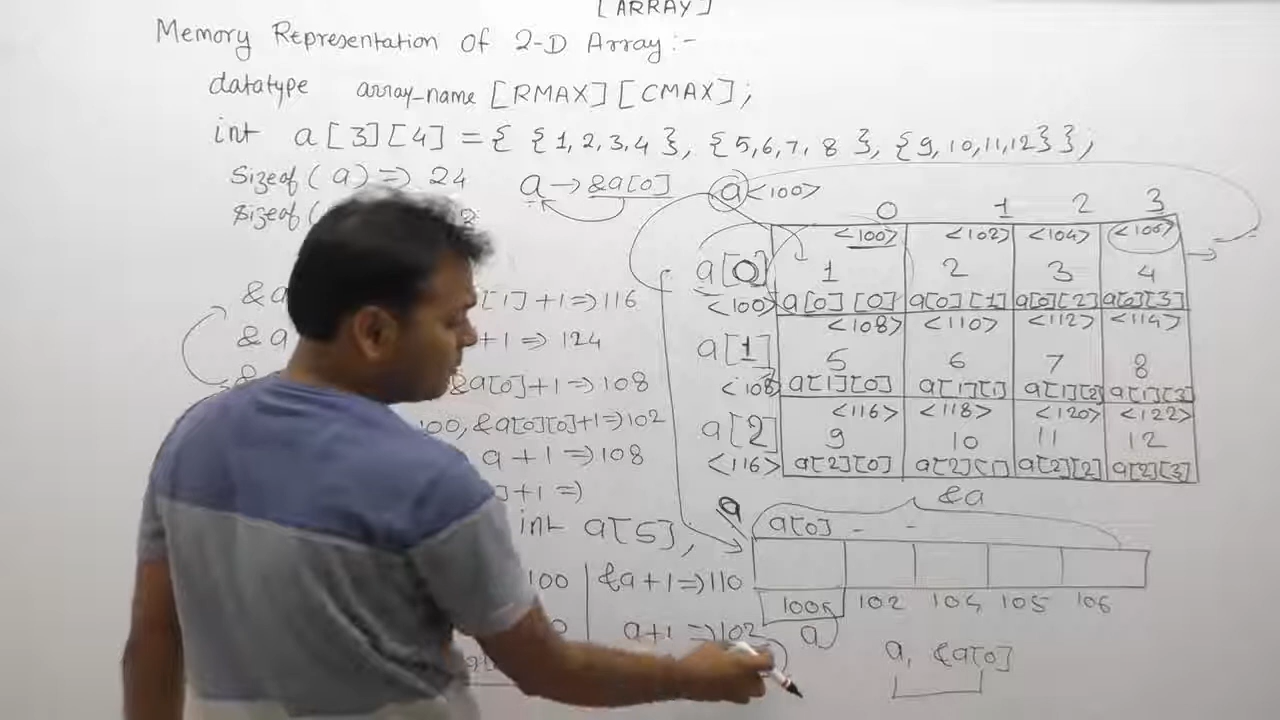 [ARRAY]
Memory Representation Of 2-D Array:-
datatype array-name [RMAX][CMAX];
int a[3][4] = { {1,2,3,4}, {5,6,7,8}, {9,10,11,12} };
Sizeof(a) => 24
a → &a[0]
a <100>
Sizeof(
0 1 2 3
<100> <102> <104> <106>
a[0] 1 2 3 4
<100> a[0][0] a[0][1] a[0][2] a[0][3]
<108> <110> <112> <114>
a[1] 5 6 7 8
<108> a[1][0] a[1][1] a[1][2] a[1][3]
<116> <118> <120> <122>
a[2] 9 10 11 12
<116> a[2][0] a[2][1] a[2][2] a[2][3]
&a [1]+1=>116
&a +1=>124
&a[0]+1=>108
100, &a[0][0]+1=>102
a+1=>108
]+1=>
int a[5],
100 &a+1=>110
a+1=>102
&a
a a[0] - -
100 102 104 105 106
a
a, &a[0]